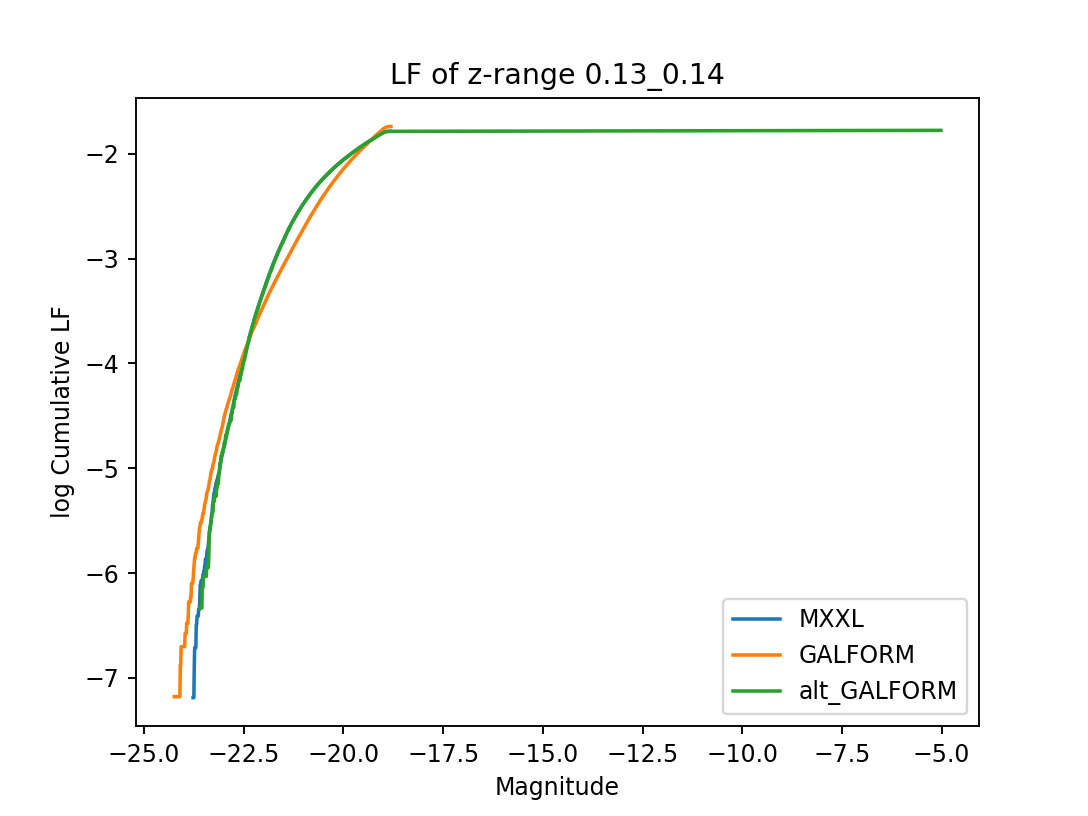 LF of z-range 0.13_0.14
log Cumulative LF
−2
−3
−4
−5
−6
−7
MXXL
GALFORM
alt_GALFORM
−25.0 −22.5 −20.0 −17.5 −15.0 −12.5 −10.0 −7.5 −5.0
Magnitude